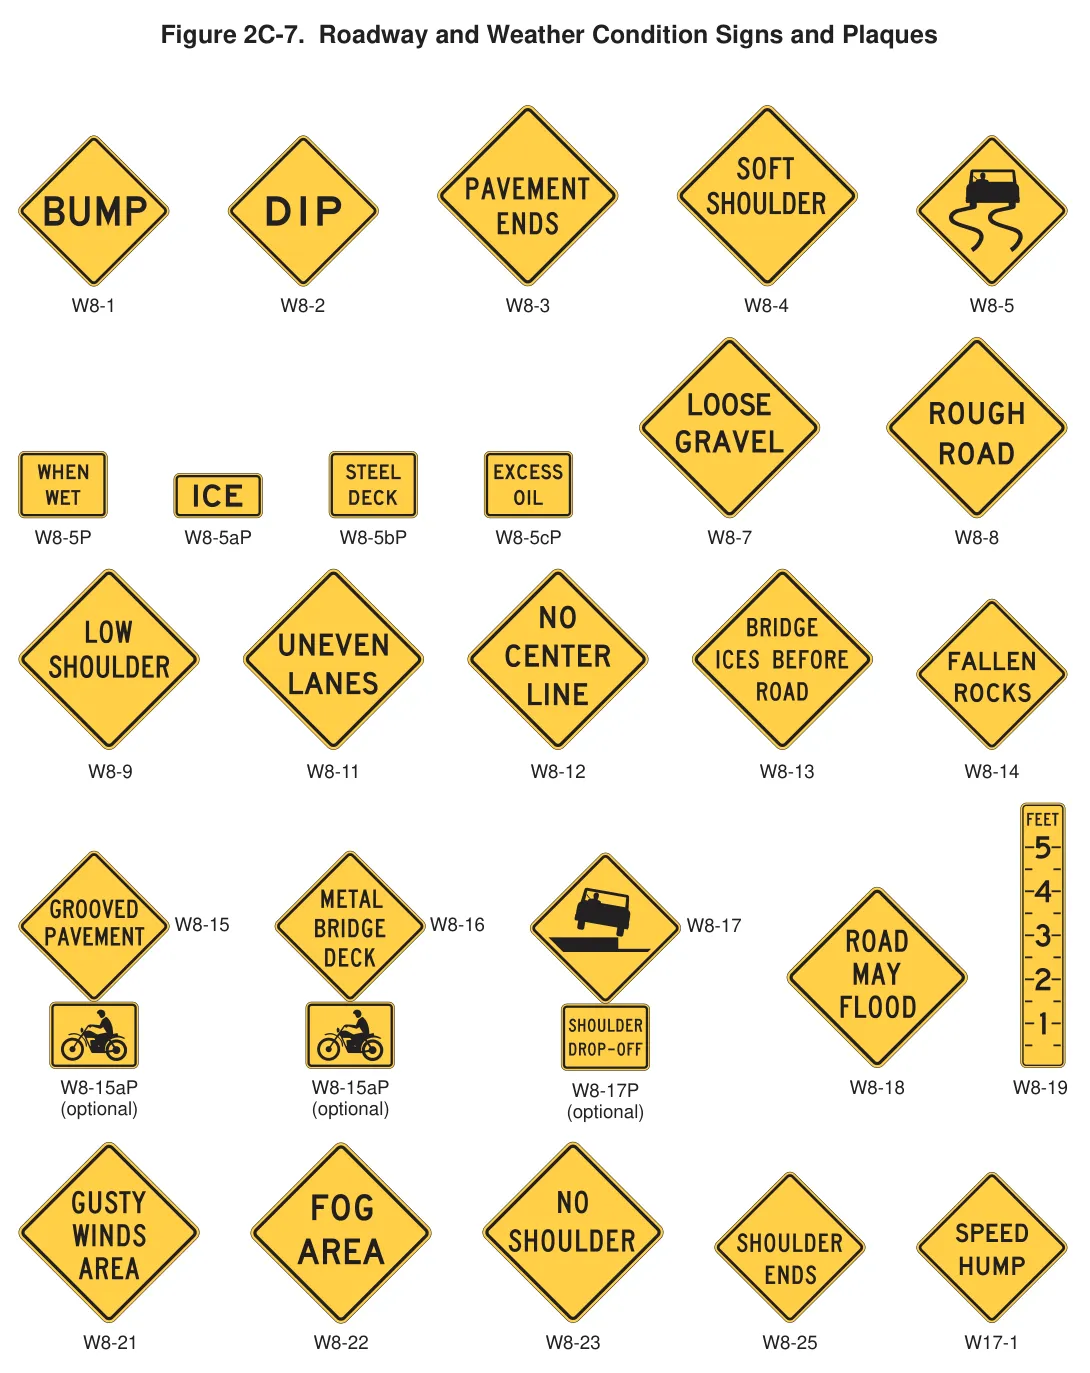 Figure 2C-7. Roadway and Weather Condition Signs and Plaques
BUMP
W8-1
DIP
W8-2
PAVEMENT
ENDS
W8-3
SOFT
SHOULDER
W8-4
W8-5
WHEN
WET
W8-5P
ICE
W8-5aP
STEEL
DECK
W8-5bP
EXCESS
OIL
W8-5cP
LOOSE
GRAVEL
W8-7
ROUGH
ROAD
W8-8
LOW
SHOULDER
W8-9
UNEVEN
LANES
W8-11
NO
CENTER
LINE
W8-12
BRIDGE
ICES BEFORE
ROAD
W8-13
FALLEN
ROCKS
W8-14
GROOVED
PAVEMENT
W8-15
W8-15aP
(optional)
METAL
BRIDGE
DECK
W8-16
W8-15aP
(optional)
W8-17
SHOULDER
DROP-OFF
W8-17P
(optional)
ROAD
MAY
FLOOD
W8-18
FEET
5
4
3
2
1
W8-19
GUSTY
WINDS
AREA
W8-21
FOG
AREA
W8-22
NO
SHOULDER
W8-23
SHOULDER
ENDS
W8-25
SPEED
HUMP
W17-1